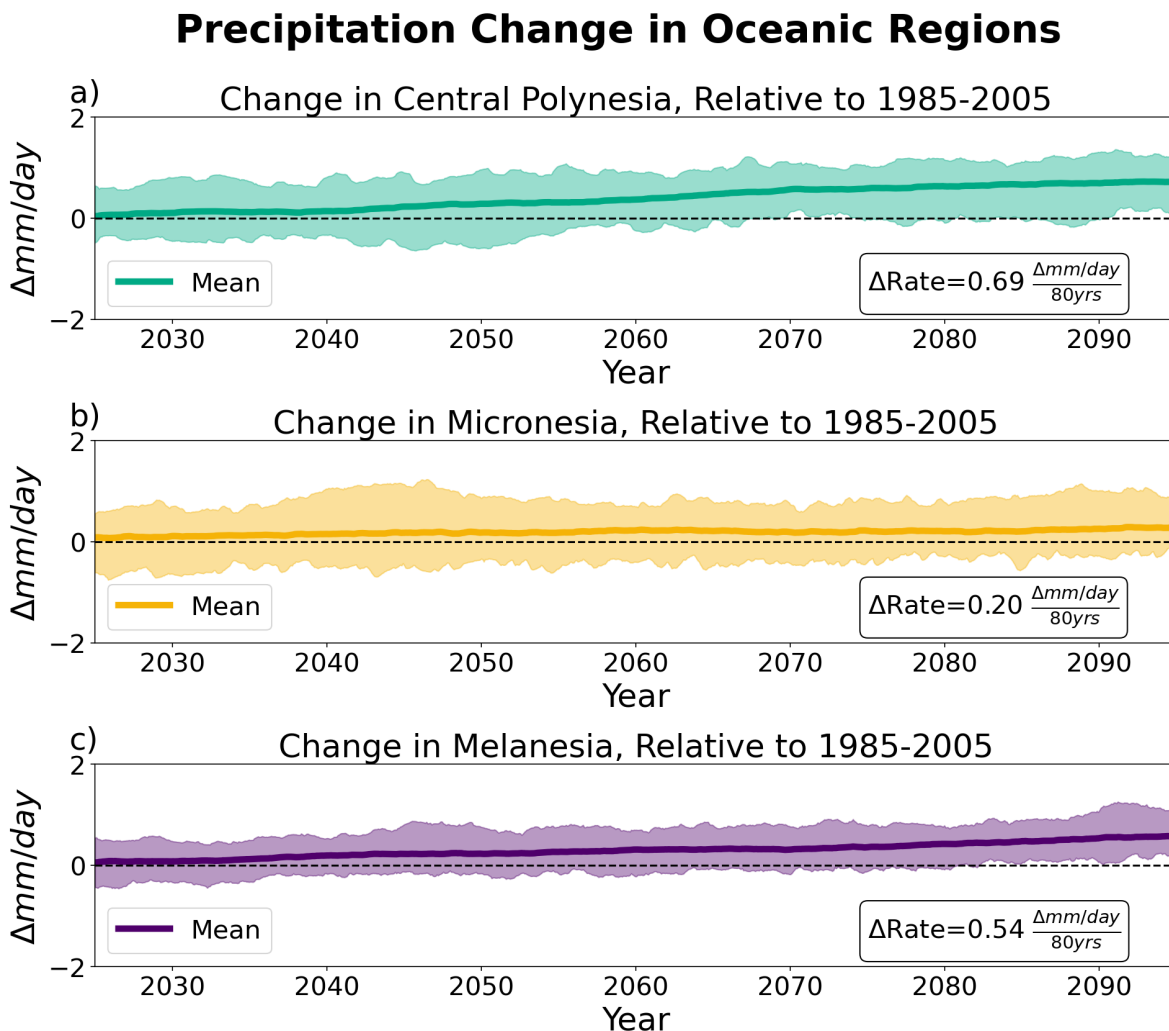 Precipitation Change in Oceanic Regions
a)
Change in Central Polynesia, Relative to 1985-2005
2
0
−2
Δmm/day
Mean
ΔRate=0.69 Δmm/day / 80yrs
2030 2040 2050 2060 2070 2080 2090
Year
b)
Change in Micronesia, Relative to 1985-2005
2
0
−2
Δmm/day
Mean
ΔRate=0.20 Δmm/day / 80yrs
2030 2040 2050 2060 2070 2080 2090
Year
c)
Change in Melanesia, Relative to 1985-2005
2
0
−2
Δmm/day
Mean
ΔRate=0.54 Δmm/day / 80yrs
2030 2040 2050 2060 2070 2080 2090
Year